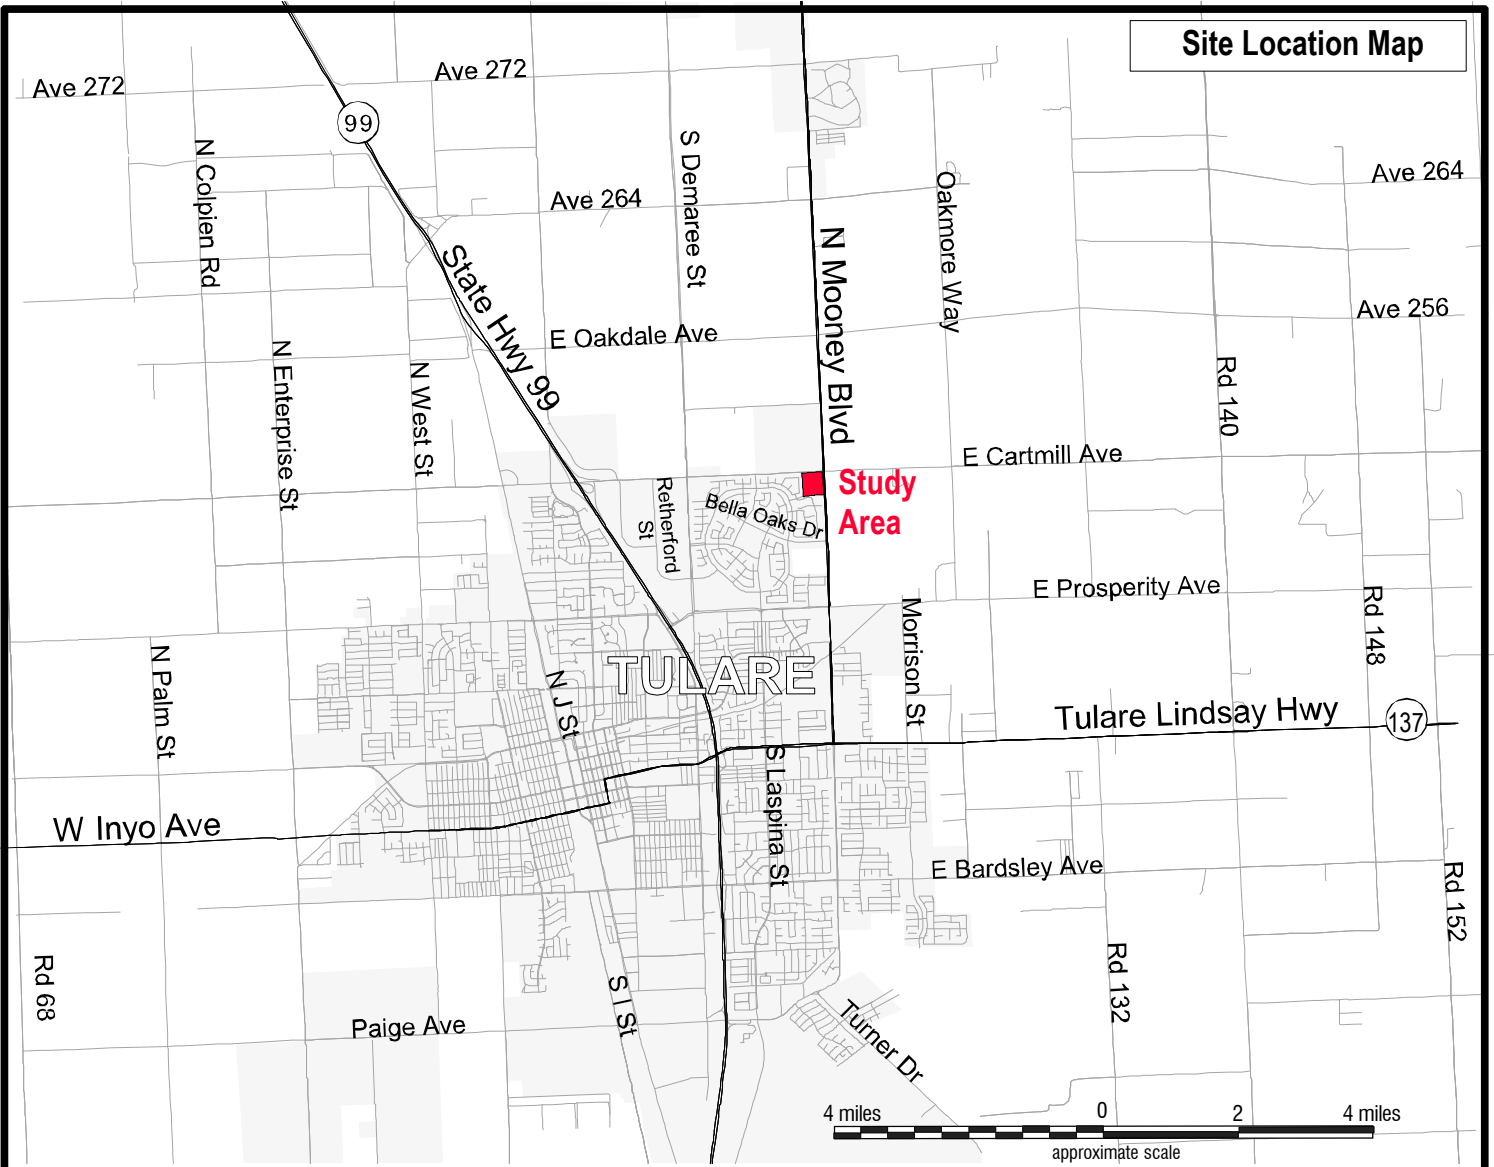 Site Location Map
Ave 272
Ave 272
99
N Colpien Rd
S Demaree St
Ave 264
Ave 264
Oakmore Way
N Mooney Blvd
State Hwy 99
Ave 256
E Oakdale Ave
N Enterprise St
N West St
Rd 140
E Cartmill Ave
Study
Area
Retherford
St
Bella Oaks Dr
E Prosperity Ave
Morrison St
Rd 148
N Palm St
TULARE
N J St
Tulare Lindsay Hwy
137
S Laspina St
W Inyo Ave
E Bardsley Ave
Rd 152
Rd 68
S I St
Rd 132
Paige Ave
Turner Dr
4 miles 0 2 4 miles
approximate scale